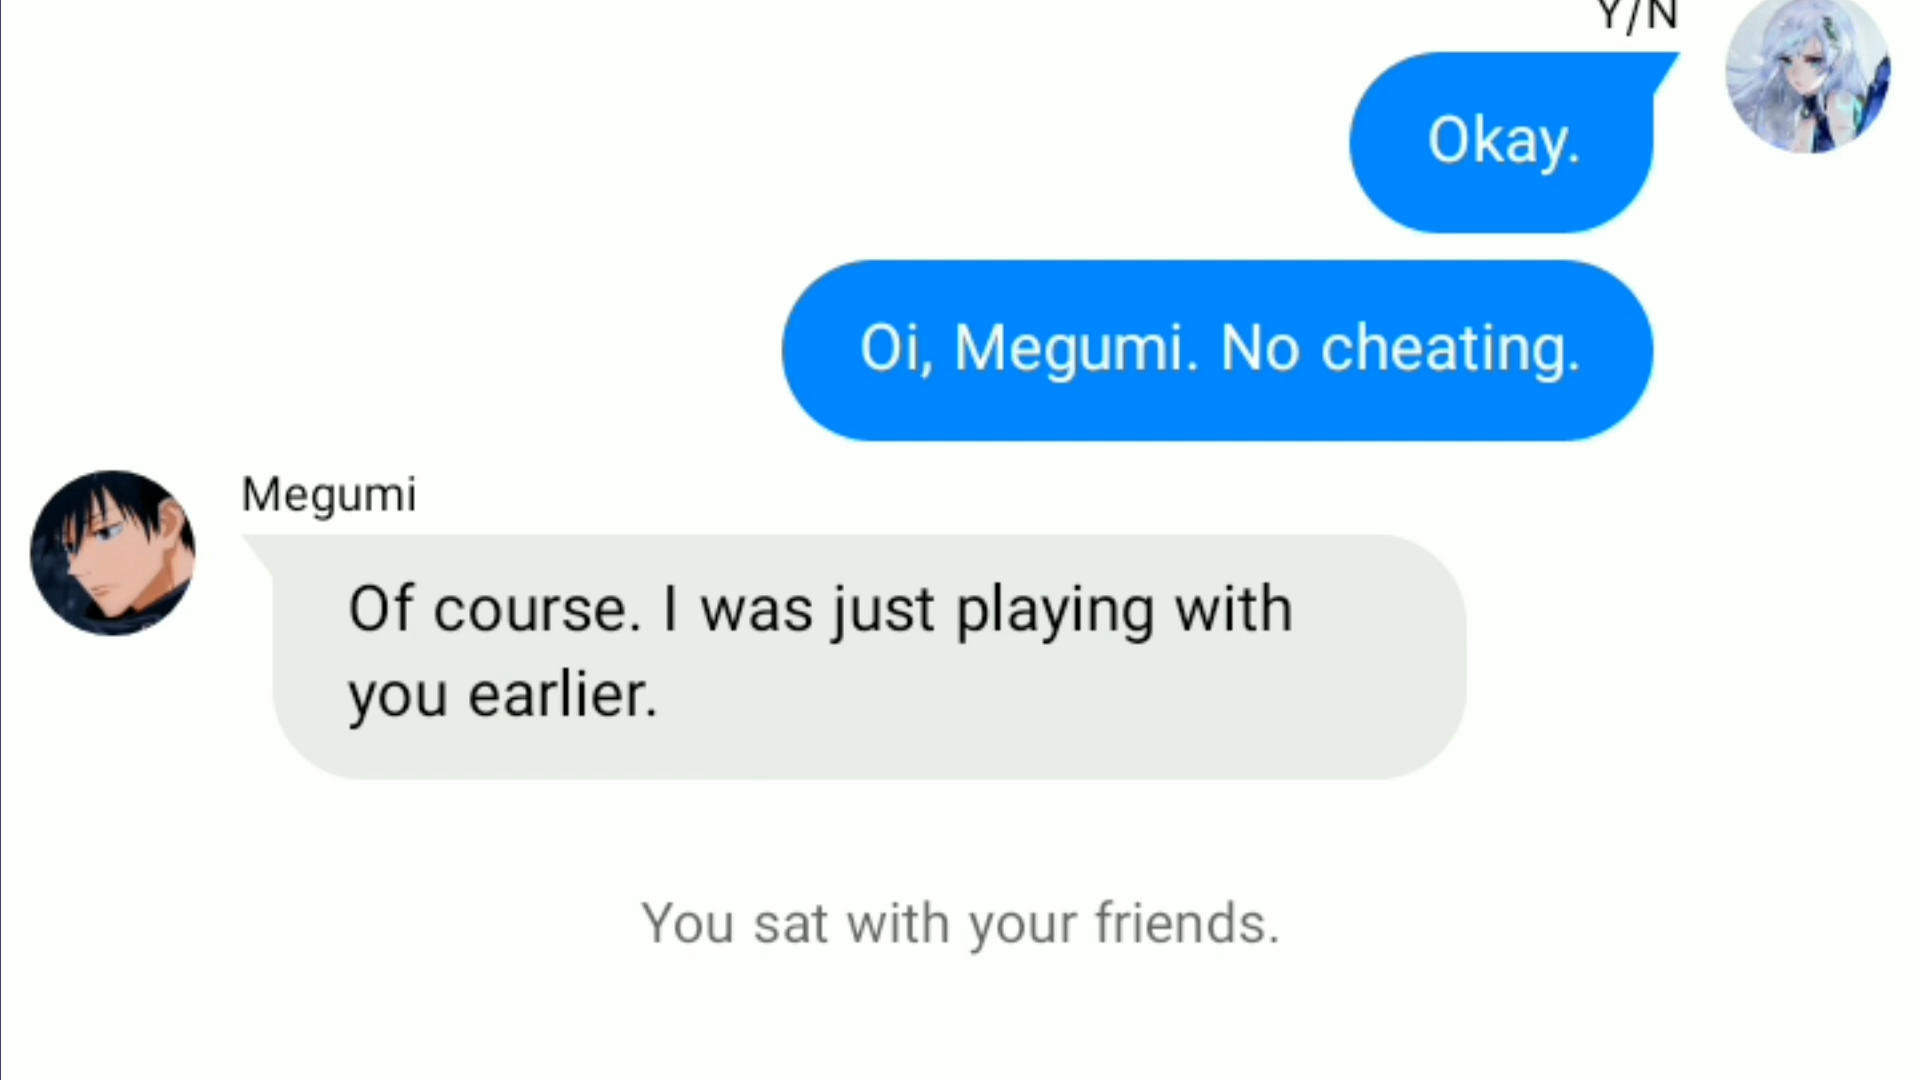 Y/N
Okay.
Oi, Megumi. No cheating.
Megumi
Of course. I was just playing with
you earlier.
You sat with your friends.